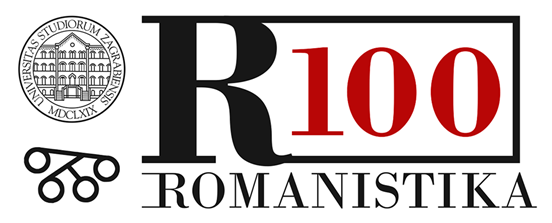 UNIVERSITAS STUDIORUM ZAGRABIENSIS
MDCLXIX
R100
ROMANISTIKA